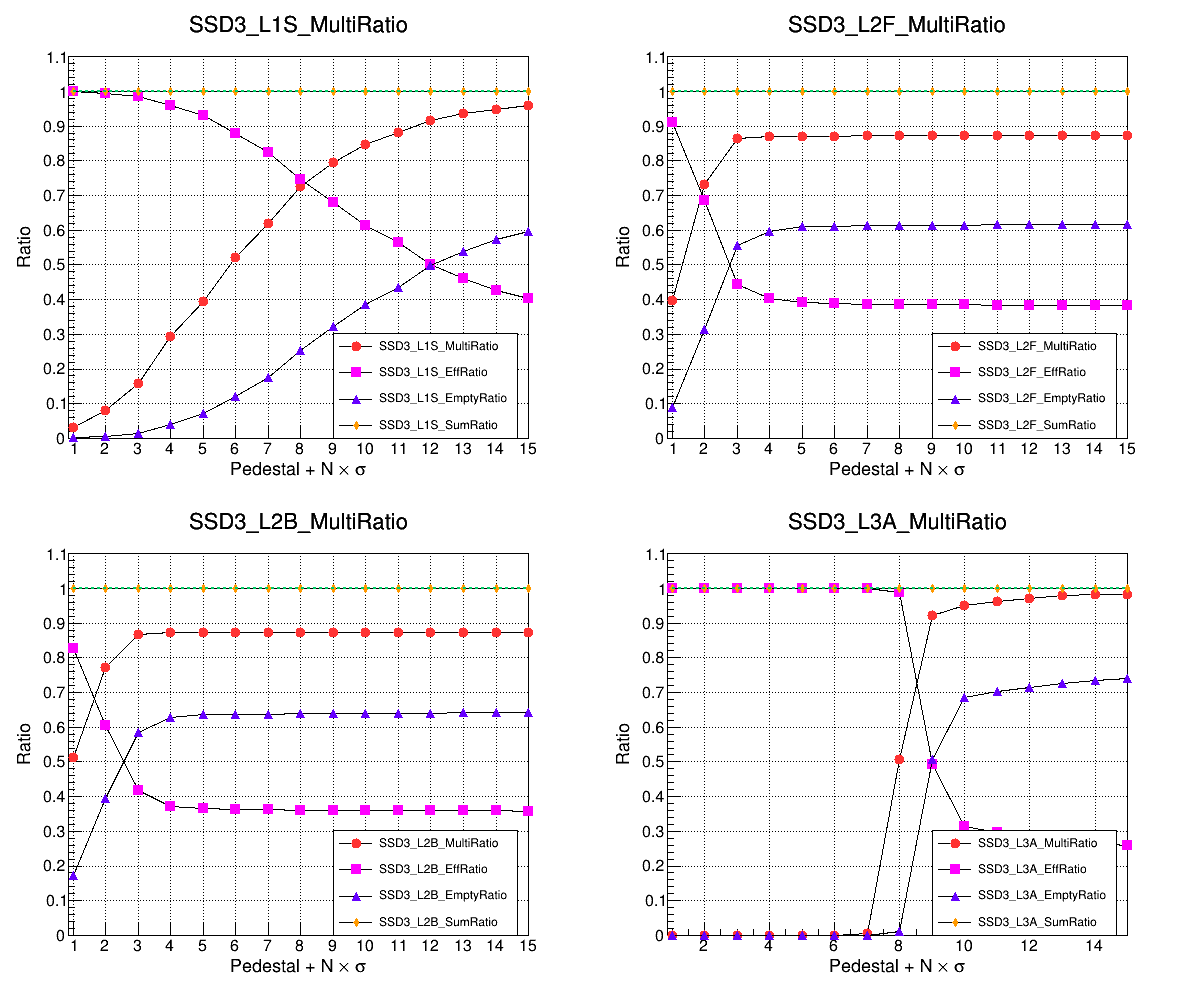 SSD3_L1S_MultiRatio
1.1
1
0.9
0.8
0.7
0.6
0.5
0.4
0.3
0.2
0.1
0
Ratio
SSD3_L1S_MultiRatio
SSD3_L1S_EffRatio
SSD3_L1S_EmptyRatio
SSD3_L1S_SumRatio
1 2 3 4 5 6 7 8 9 10 11 12 13 14 15
Pedestal + N × σ
SSD3_L2F_MultiRatio
1.1
1
0.9
0.8
0.7
0.6
0.5
0.4
0.3
0.2
0.1
0
Ratio
SSD3_L2F_MultiRatio
SSD3_L2F_EffRatio
SSD3_L2F_EmptyRatio
SSD3_L2F_SumRatio
1 2 3 4 5 6 7 8 9 10 11 12 13 14 15
Pedestal + N × σ
SSD3_L2B_MultiRatio
1.1
1
0.9
0.8
0.7
0.6
0.5
0.4
0.3
0.2
0.1
0
Ratio
SSD3_L2B_MultiRatio
SSD3_L2B_EffRatio
SSD3_L2B_EmptyRatio
SSD3_L2B_SumRatio
1 2 3 4 5 6 7 8 9 10 11 12 13 14 15
Pedestal + N × σ
SSD3_L3A_MultiRatio
1.1
1
0.9
0.8
0.7
0.6
0.5
0.4
0.3
0.2
0.1
0
Ratio
SSD3_L3A_MultiRatio
SSD3_L3A_EffRatio
SSD3_L3A_EmptyRatio
SSD3_L3A_SumRatio
2 4 6 8 10 12 14
Pedestal + N × σ